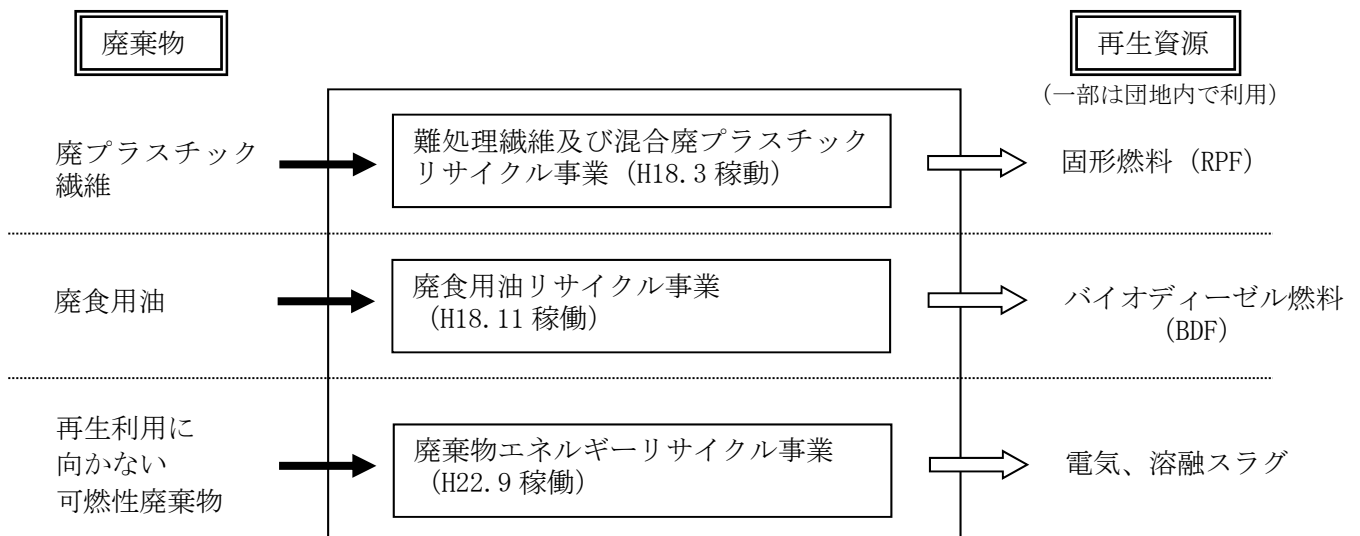 廃棄物
再生資源
(一部は団地内で利用)
廃プラスチック
繊維
難処理繊維及び混合廃プラスチック
リサイクル事業 (H18.3 稼動)
固形燃料 (RPF)
廃食用油
廃食用油リサイクル事業
(H18.11 稼働)
バイオディーゼル燃料
(BDF)
再生利用に
向かない
可燃性廃棄物
廃棄物エネルギーリサイクル事業
(H22.9 稼働)
電気、溶融スラグ